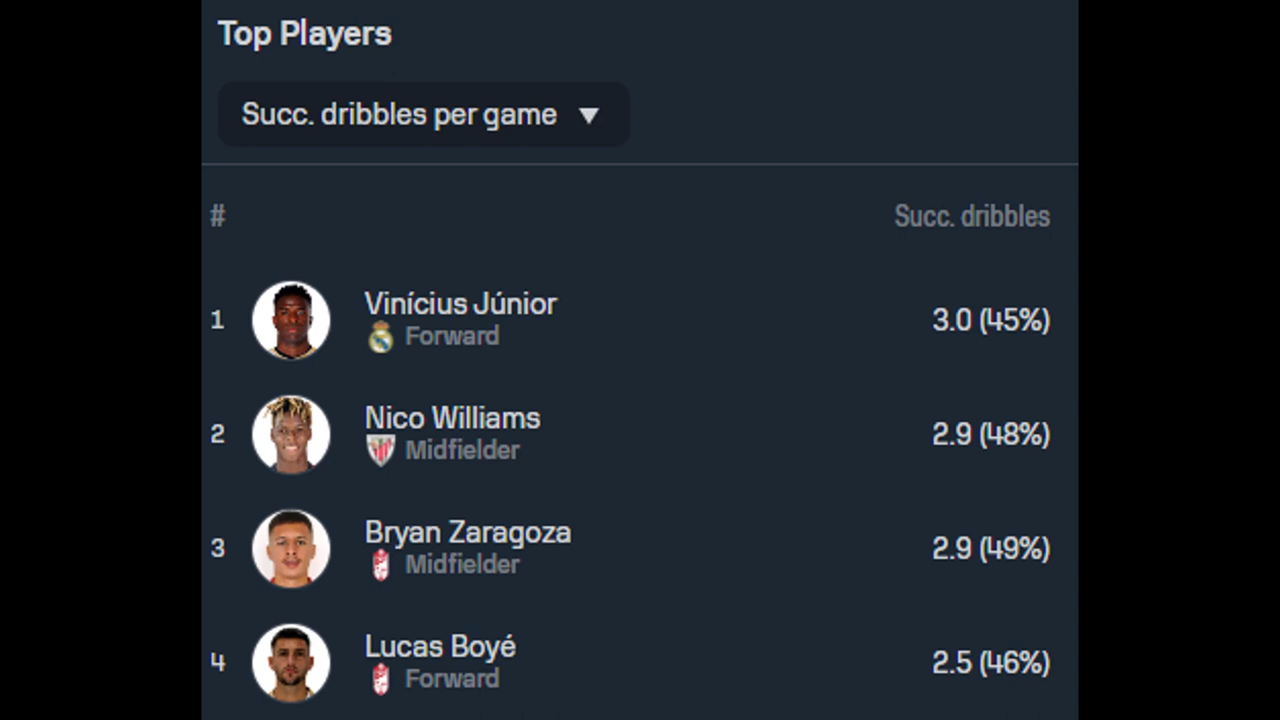 Top Players
Succ. dribbles per game ▼
# Succ. dribbles
1 Vinícius Júnior 3.0 (45%)
Forward
2 Nico Williams 2.9 (48%)
Midfielder
3 Bryan Zaragoza 2.9 (49%)
Midfielder
4 Lucas Boyé 2.5 (46%)
Forward